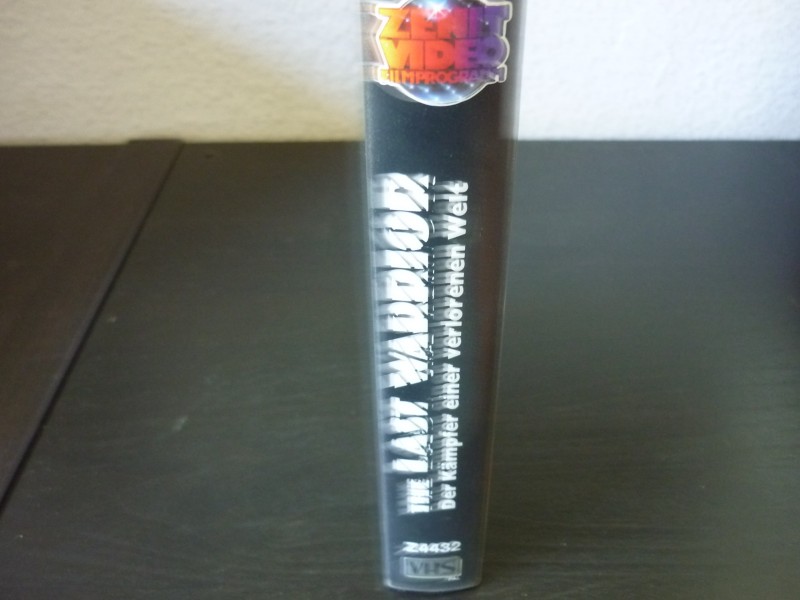 ZENIT
VIDEO
FILMPROGRAMM
THE LAST WARRIOR
Der Kämpfer einer verlorenen Welt
Z4432
VHS